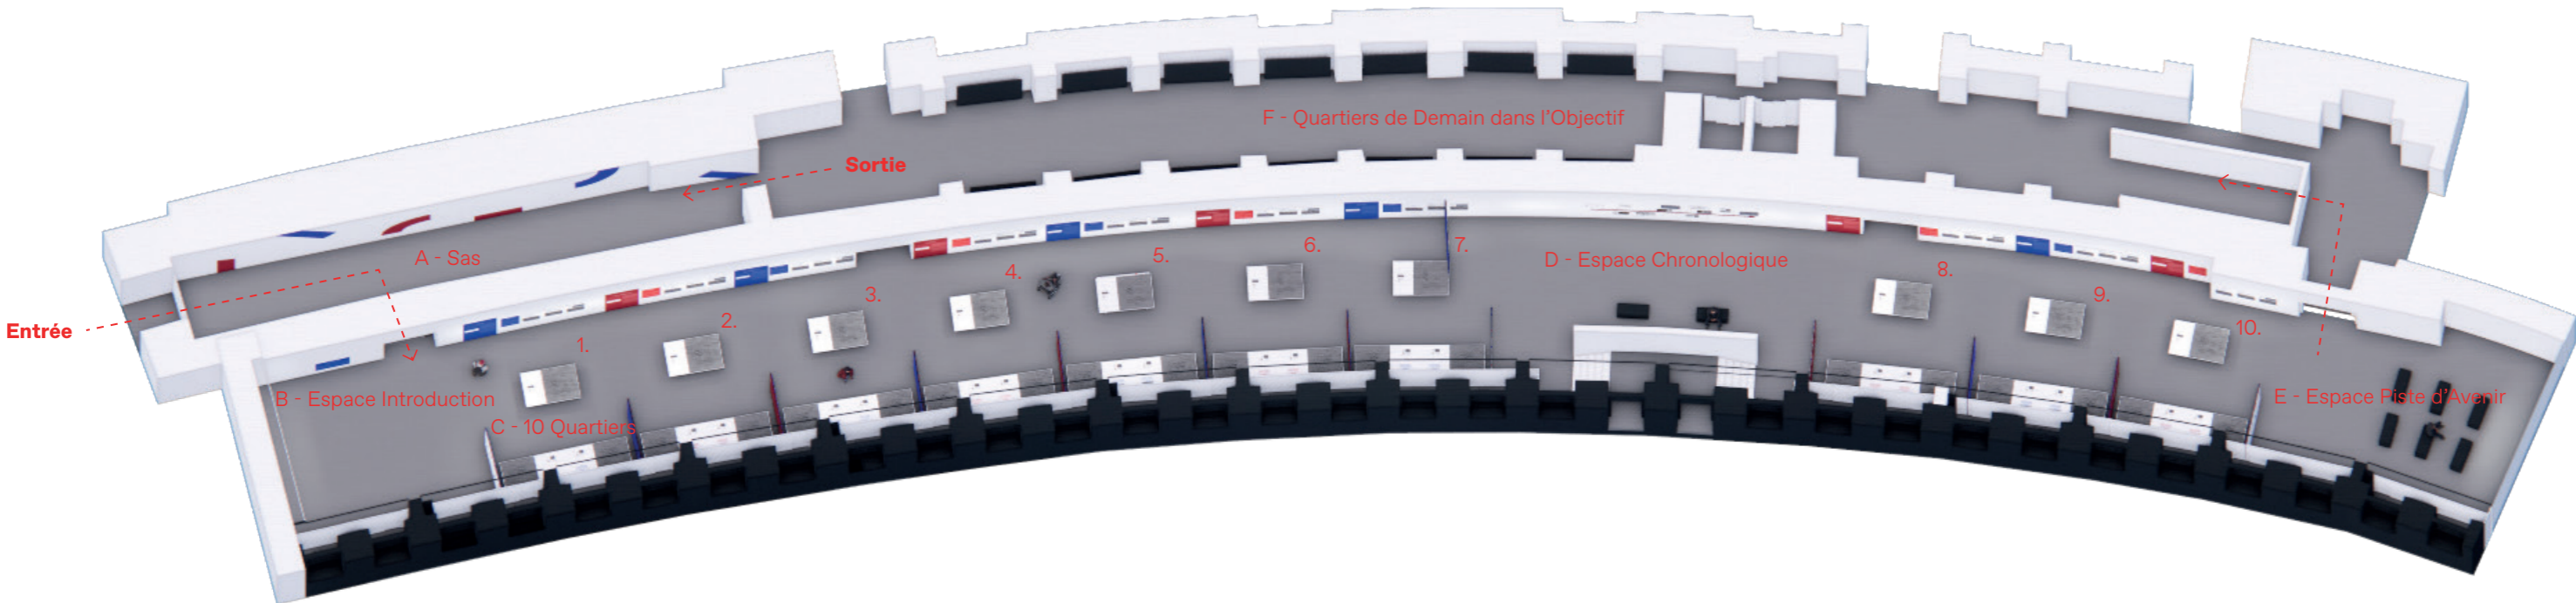 Entrée
A - Sas
B - Espace Introduction
C - 10 Quartiers
1.
2.
3.
4.
5.
6.
7.
D - Espace Chronologique
8.
9.
10.
E - Espace Piste d'Avenir
F - Quartiers de Demain dans l'Objectif
Sortie